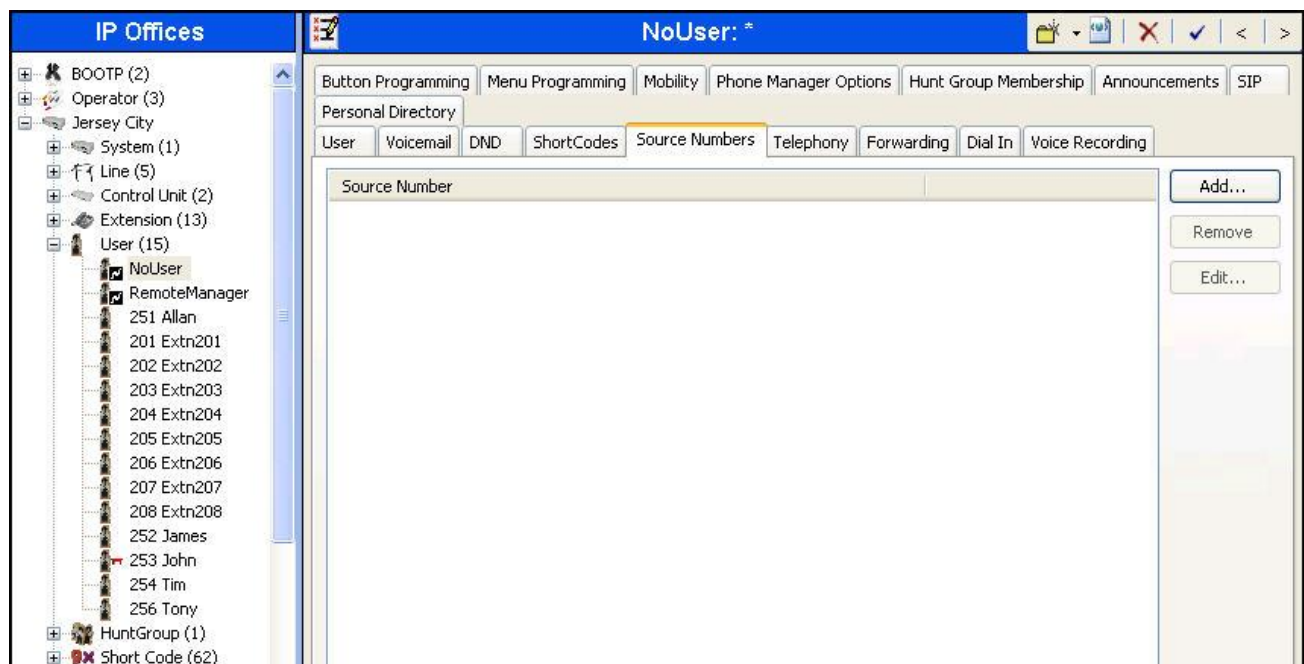 IP Offices
BOOTP (2)
Operator (3)
Jersey City
System (1)
Line (5)
Control Unit (2)
Extension (13)
User (15)
NoUser
RemoteManager
251 Allan
201 Extn201
202 Extn202
203 Extn203
204 Extn204
205 Extn205
206 Extn206
207 Extn207
208 Extn208
252 James
253 John
254 Tim
256 Tony
HuntGroup (1)
Short Code (62)
NoUser: *
Button Programming Menu Programming Mobility Phone Manager Options Hunt Group Membership Announcements SIP
Personal Directory
User Voicemail DND ShortCodes Source Numbers Telephony Forwarding Dial In Voice Recording
Source Number
Add...
Remove
Edit...